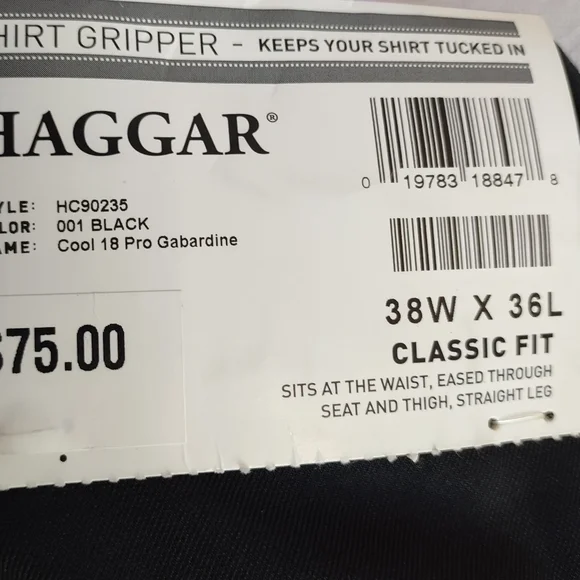 HIRT GRIPPER - KEEPS YOUR SHIRT TUCKED IN
HAGGAR®
0 19783 18847 8
YLE: HC90235
LOR: 001 BLACK
AME: Cool 18 Pro Gabardine
$75.00
38W X 36L
CLASSIC FIT
SITS AT THE WAIST, EASED THROUGH
SEAT AND THIGH, STRAIGHT LEG